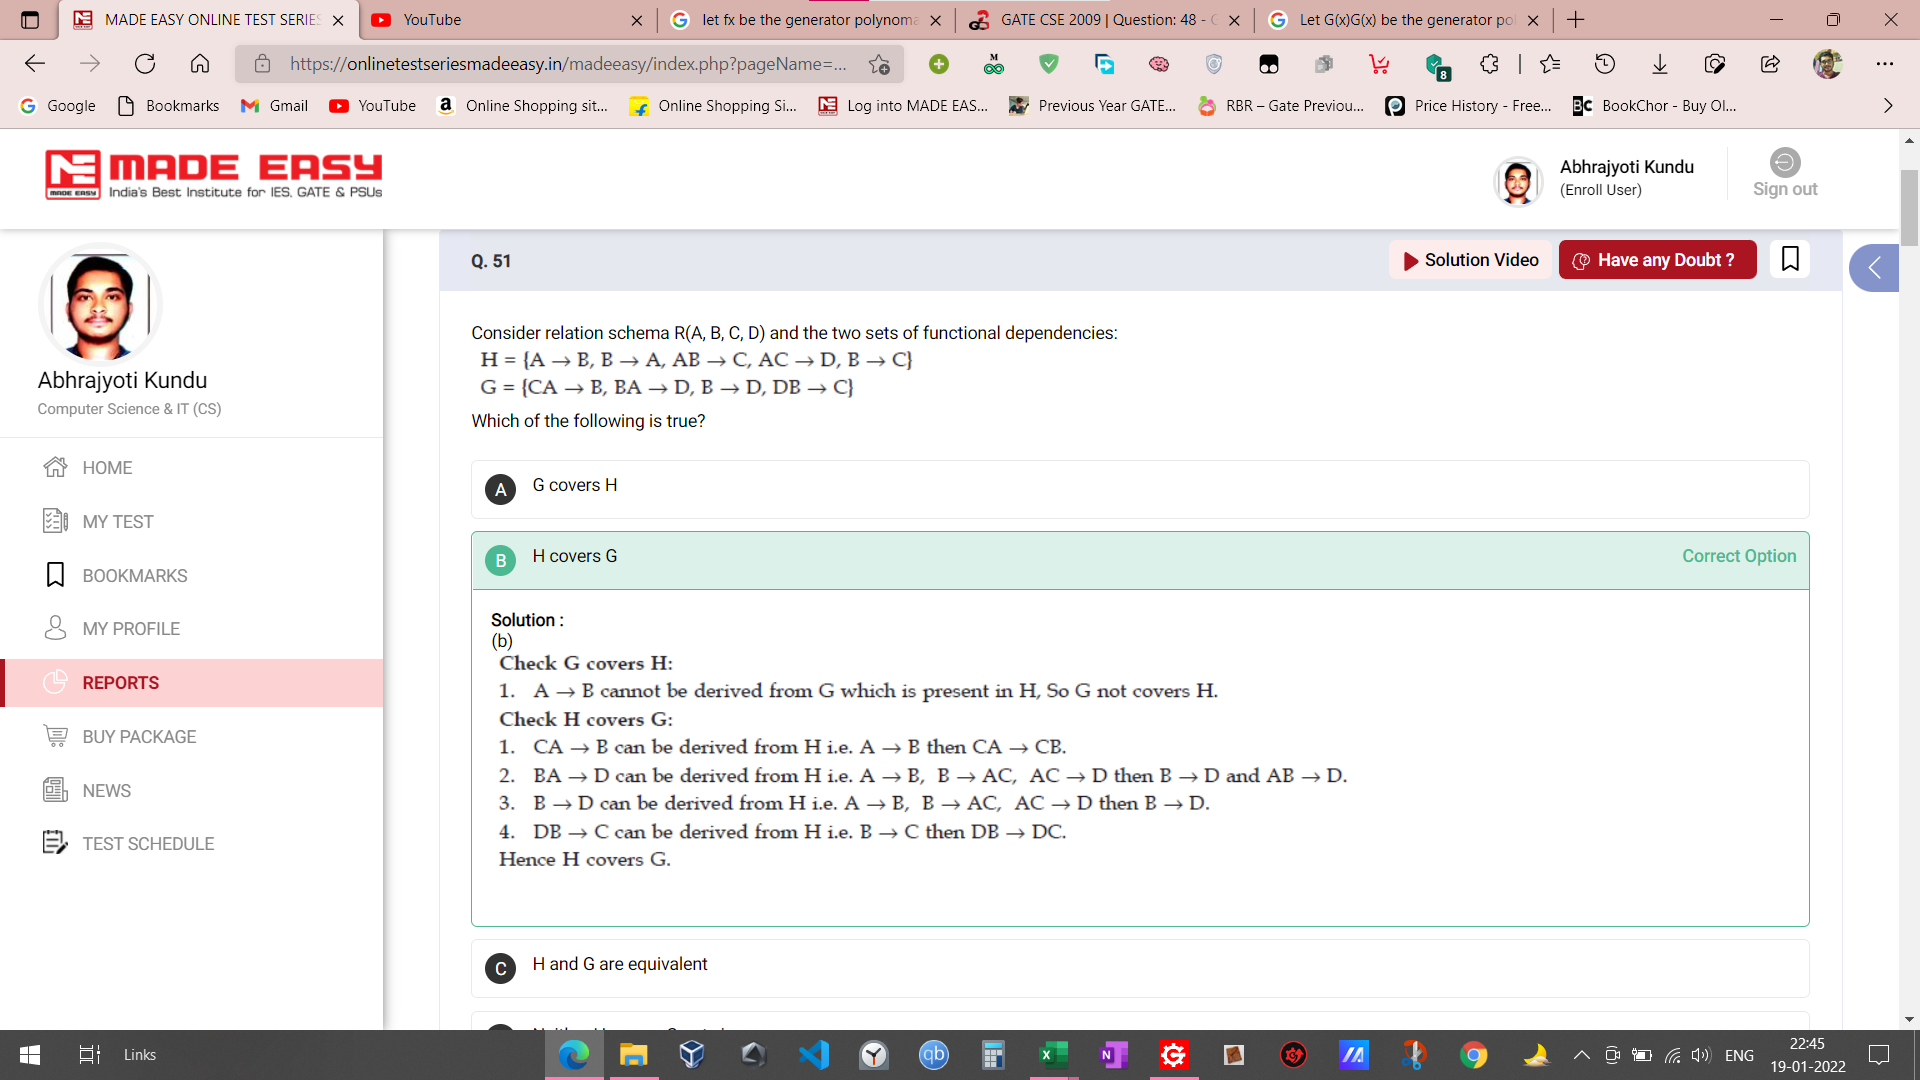 MADE EASY ONLINE TEST SERIES
YouTube
let fx be the generator polynoma
GATE CSE 2009 | Question: 48 -
Let G(x)G(x) be the generator pol
https://onlinetestseriesmadeeasy.in/madeeasy/index.php?pageName=...
M
8
Google
Bookmarks
Gmail
YouTube
Online Shopping sit...
Online Shopping Si...
Log into MADE EAS...
Previous Year GATE...
RBR – Gate Previou...
Price History - Free...
BookChor - Buy Ol...
MADE EASY
MADE EASY
India's Best Institute for IES, GATE & PSUs
Abhrajyoti Kundu
(Enroll User)
Sign out
Abhrajyoti Kundu
Computer Science & IT (CS)
HOME
MY TEST
BOOKMARKS
MY PROFILE
REPORTS
BUY PACKAGE
NEWS
TEST SCHEDULE
Q. 51
Solution Video
Have any Doubt ?
Consider relation schema R(A, B, C, D) and the two sets of functional dependencies:
H = {A → B, B → A, AB → C, AC → D, B → C}
G = {CA → B, BA → D, B → D, DB → C}
Which of the following is true?
A
G covers H
B
H covers G
Correct Option
Solution :
(b)
Check G covers H:
1. A → B cannot be derived from G which is present in H, So G not covers H.
Check H covers G:
1. CA → B can be derived from H i.e. A → B then CA → CB.
2. BA → D can be derived from H i.e. A → B, B → AC, AC → D then B → D and AB → D.
3. B → D can be derived from H i.e. A → B, B → AC, AC → D then B → D.
4. DB → C can be derived from H i.e. B → C then DB → DC.
Hence H covers G.
C
H and G are equivalent
Links
qb
ENG
22:45
19-01-2022